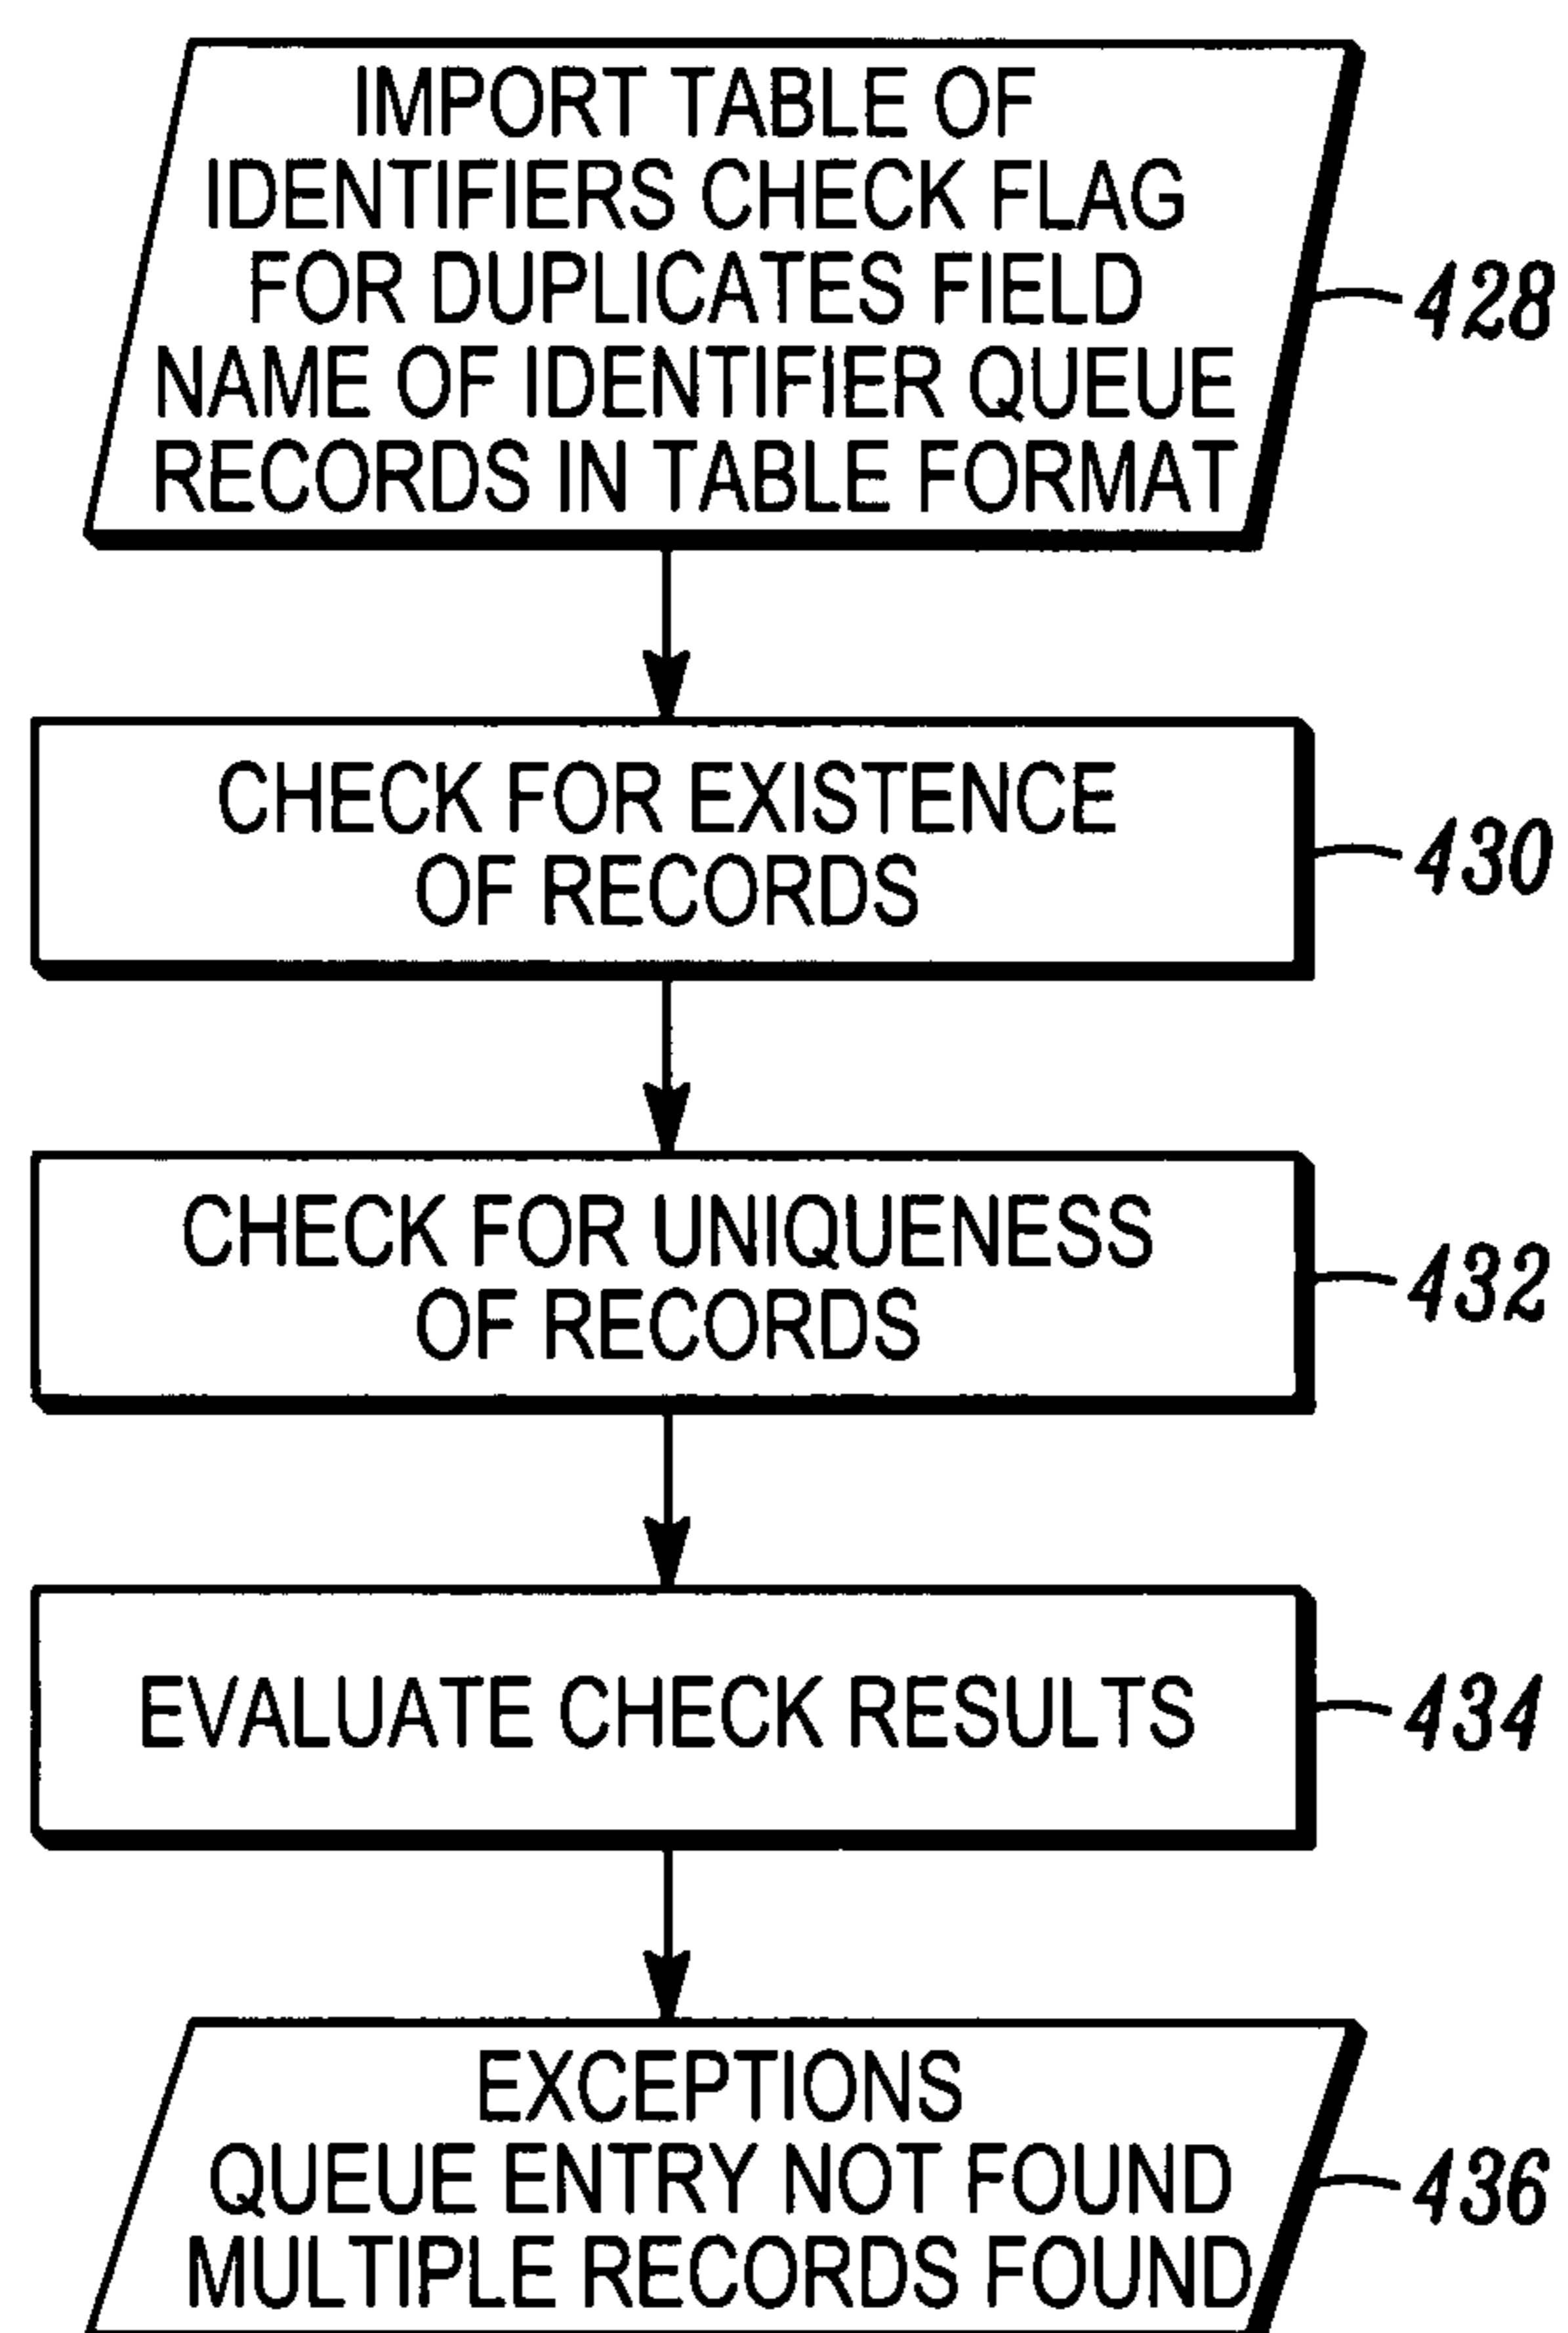 IMPORT TABLE OF
IDENTIFIERS CHECK FLAG
FOR DUPLICATES FIELD
NAME OF IDENTIFIER QUEUE
RECORDS IN TABLE FORMAT
428
CHECK FOR EXISTENCE
OF RECORDS
430
CHECK FOR UNIQUENESS
OF RECORDS
432
EVALUATE CHECK RESULTS
434
EXCEPTIONS
QUEUE ENTRY NOT FOUND
MULTIPLE RECORDS FOUND
436